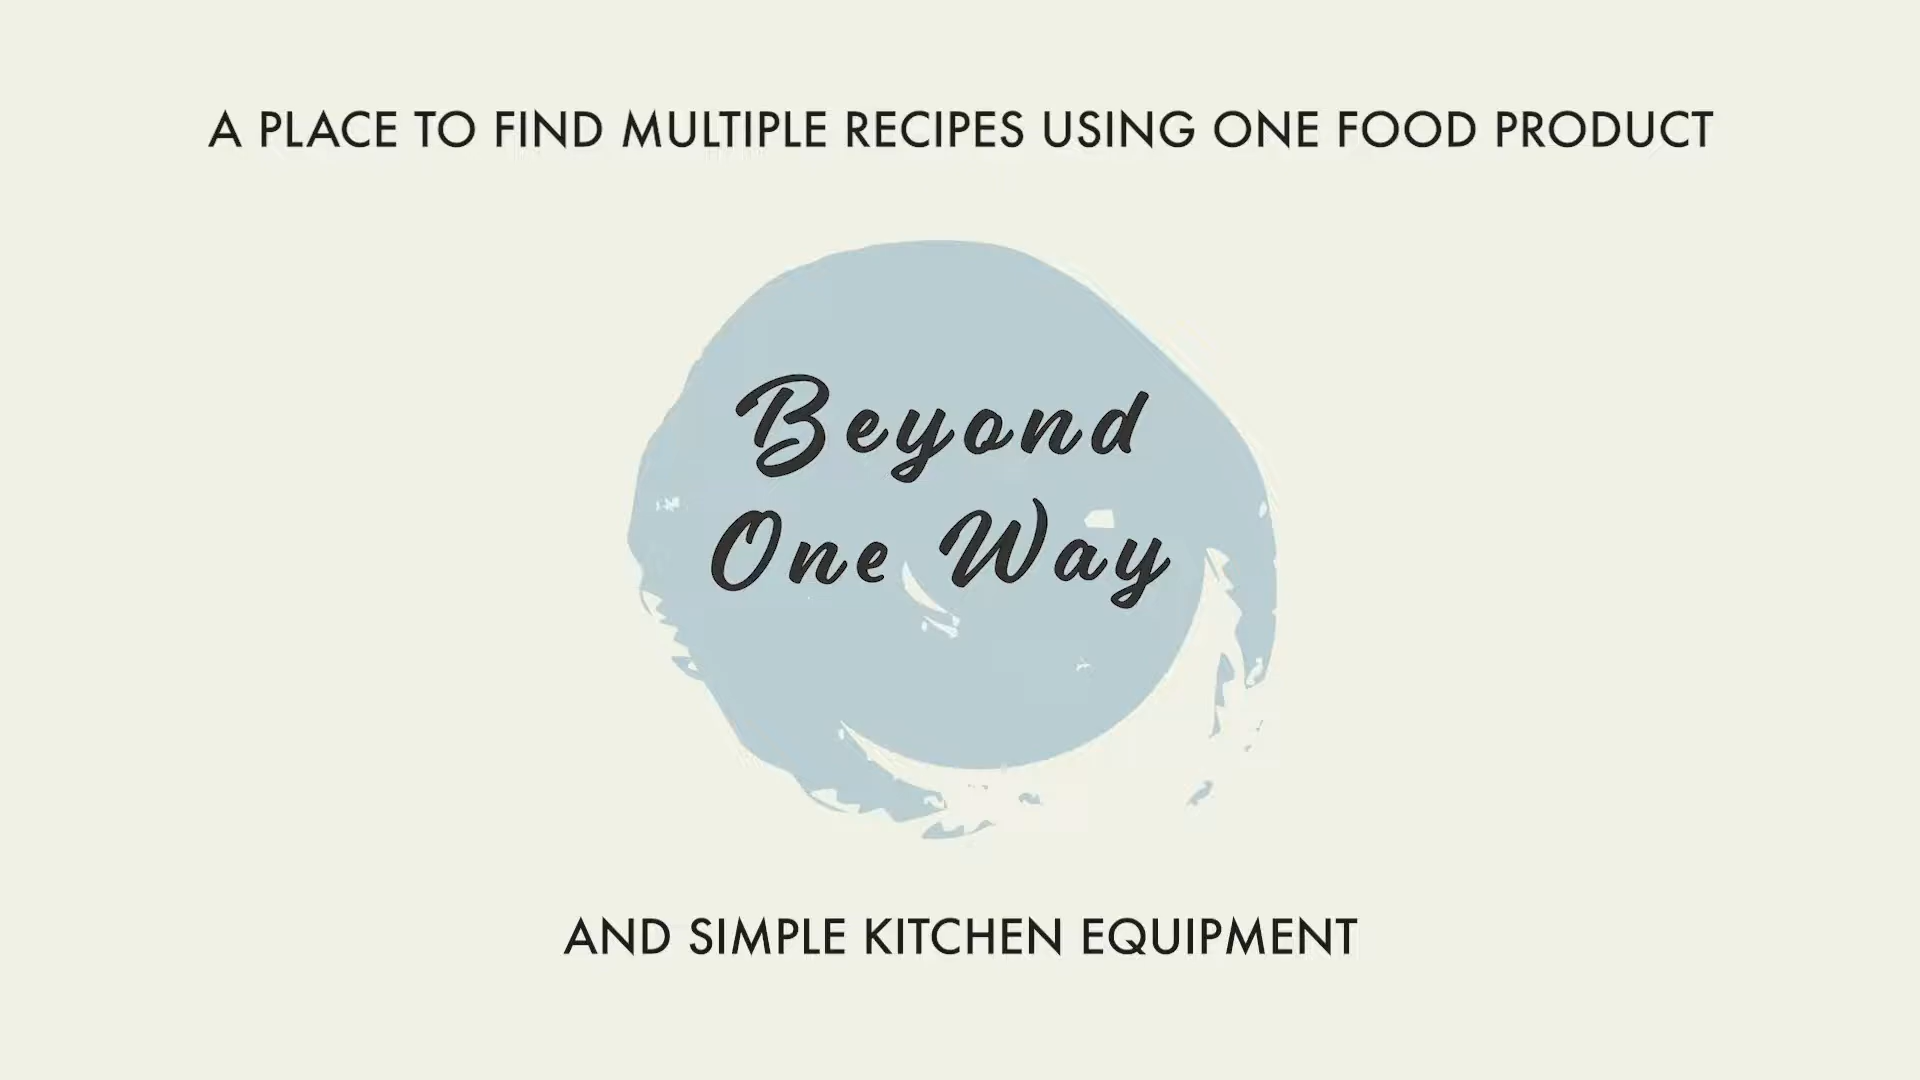 A PLACE TO FIND MULTIPLE RECIPES USING ONE FOOD PRODUCT
Beyond
One Way
AND SIMPLE KITCHEN EQUIPMENT